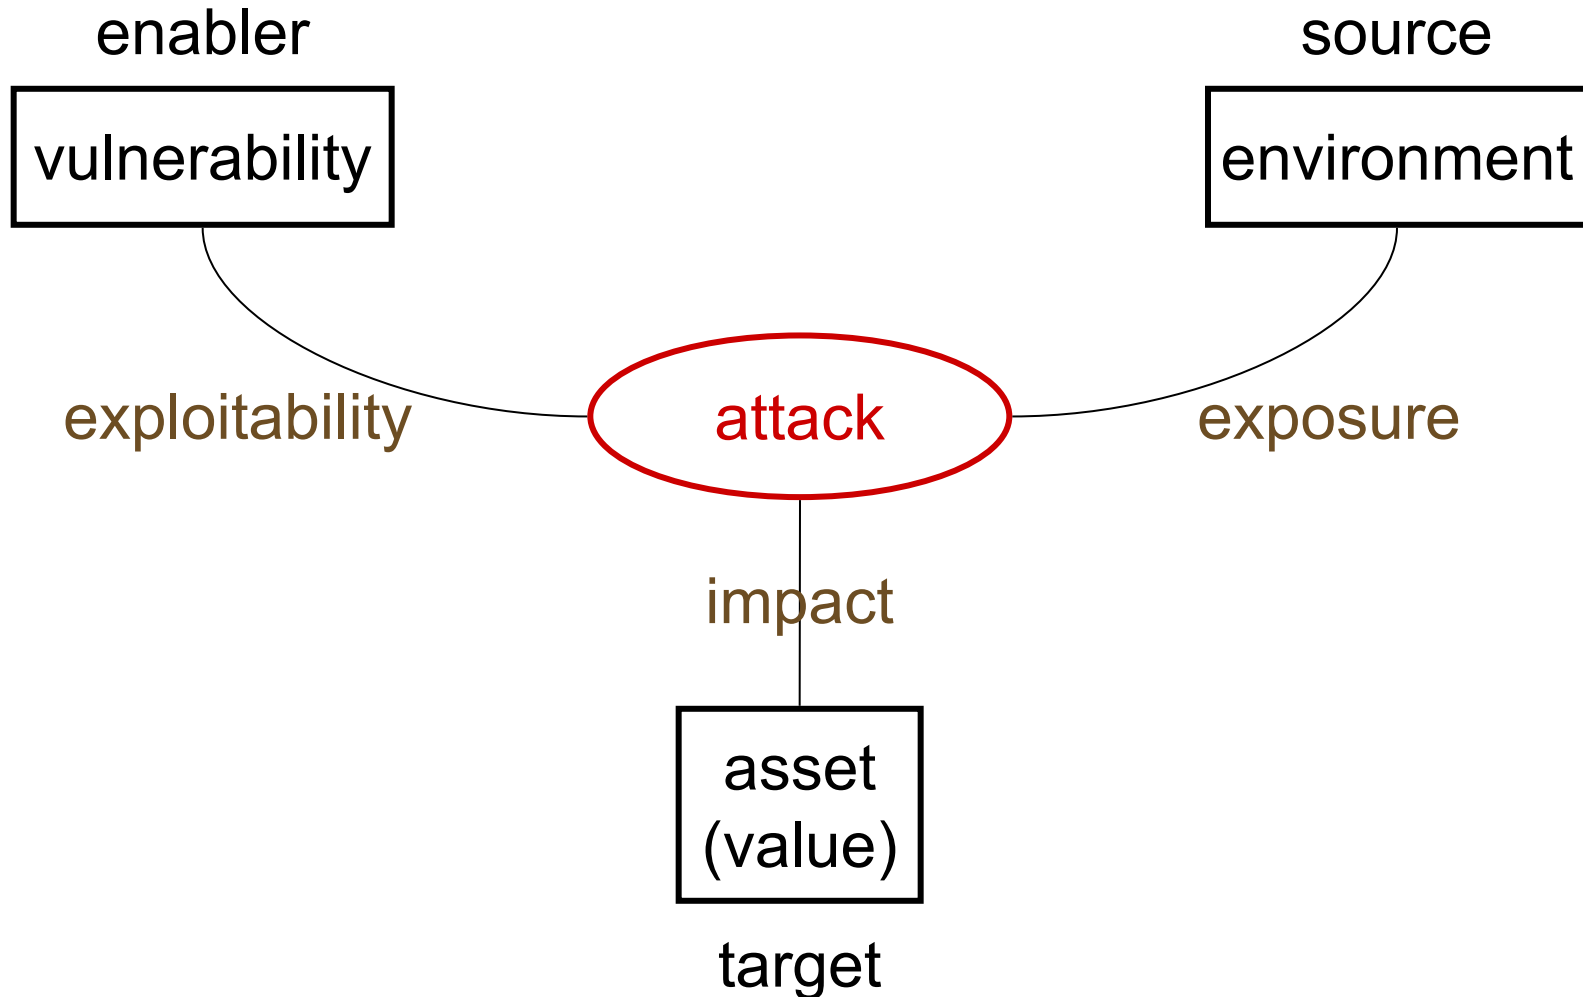 enabler
source
vulnerability
environment
exploitability
attack
exposure
impact
asset
(value)
target